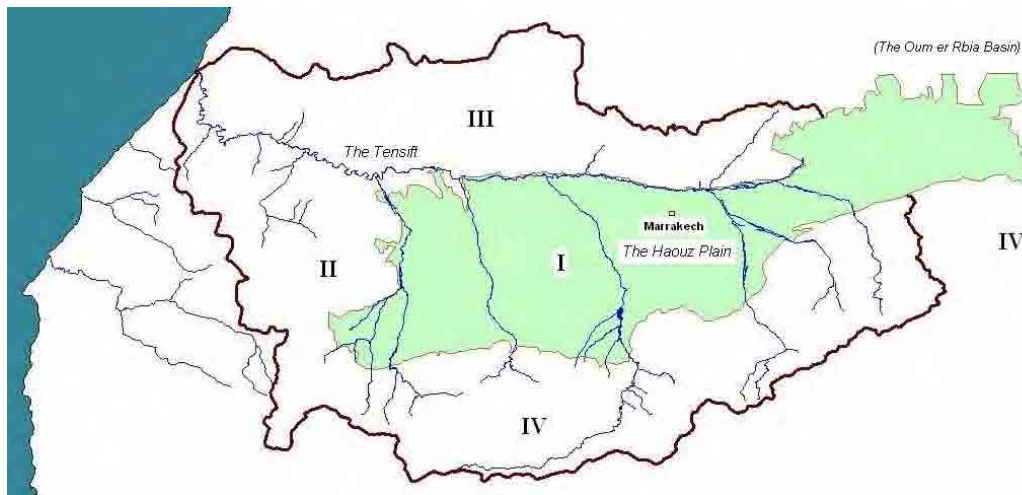 (The Oum er Rbia Basin)
III
The Tensift
Marrakech
The Haouz Plain
IV
II
I
IV